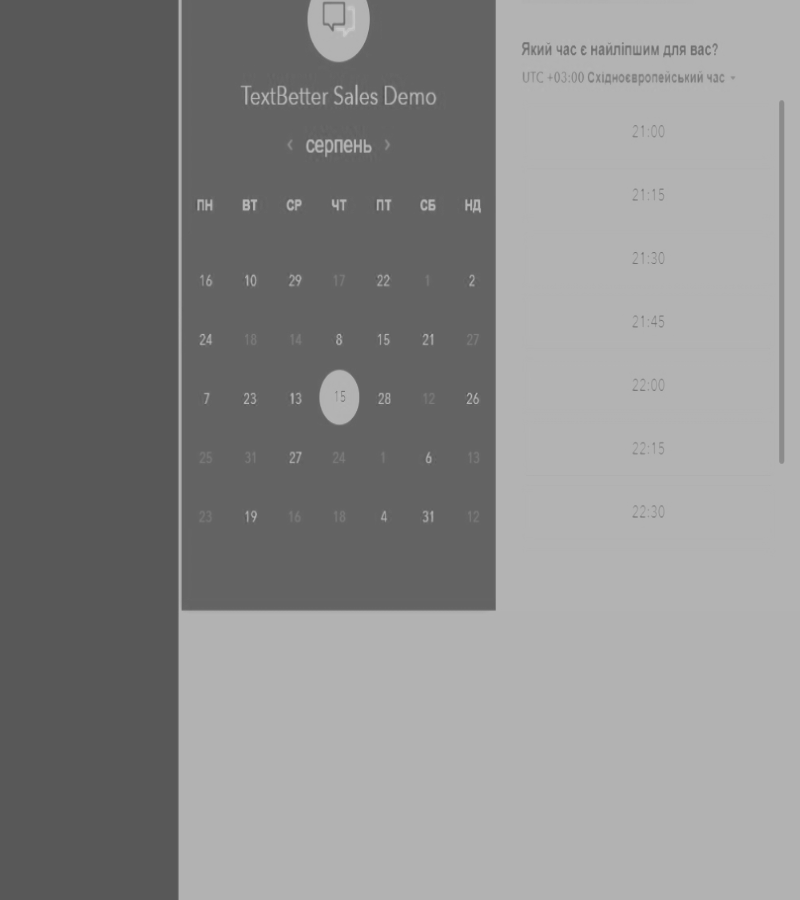 TextBetter Sales Demo
‹ серпень ›
ПН ВТ СР ЧТ ПТ СБ НД
16 10 29 17 22 1 2
24 18 14 8 15 21 27
7 23 13 15 28 12 26
25 31 27 24 1 6 13
23 19 16 18 4 31 12
Який час є найліпшим для вас?
UTC +03:00 Східноєвропейський час
21:00
21:15
21:30
21:45
22:00
22:15
22:30